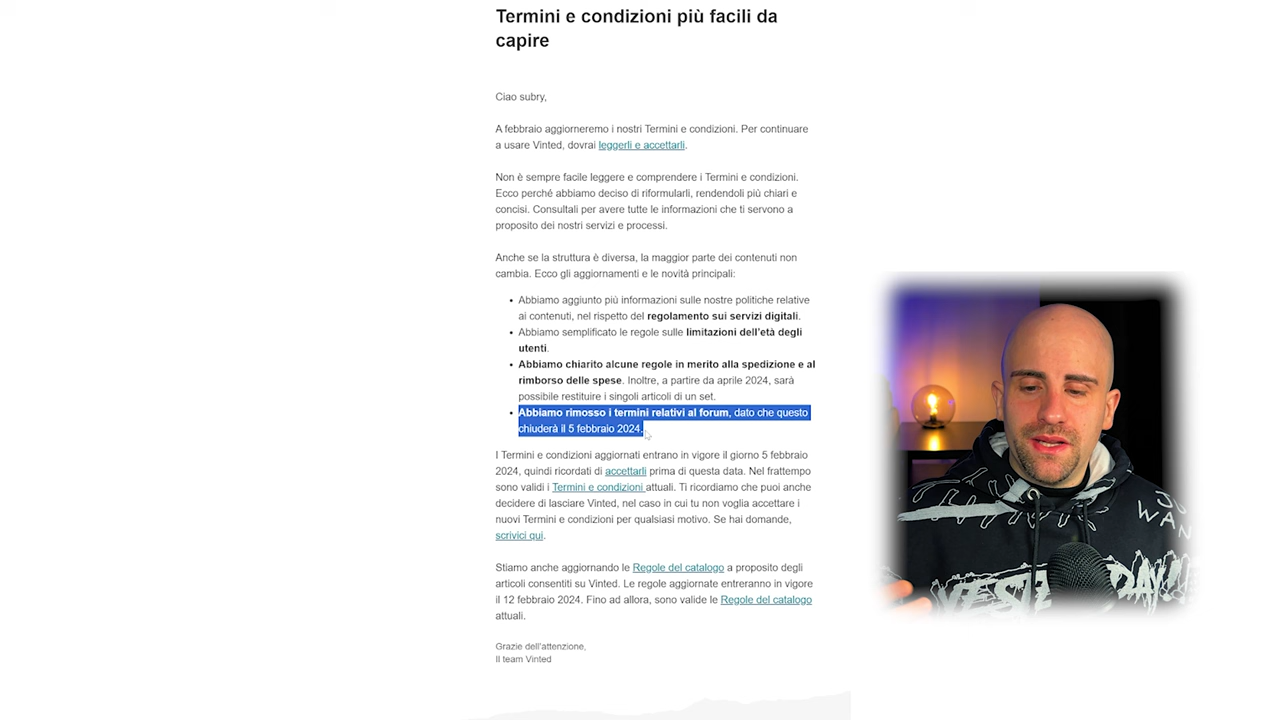 Termini e condizioni più facili da
capire
Ciao subry,
A febbraio aggiorneremo i nostri Termini e condizioni. Per continuare
a usare Vinted, dovrai leggerli e accettarli.
Non è sempre facile leggere e comprendere i Termini e condizioni.
Ecco perché abbiamo deciso di riformularli, rendendoli più chiari e
concisi. Consultali per avere tutte le informazioni che ti servono a
proposito dei nostri servizi e processi.
Anche se la struttura è diversa, la maggior parte dei contenuti non
cambia. Ecco gli aggiornamenti e le novità principali:
• Abbiamo aggiunto più informazioni sulle nostre politiche relative
ai contenuti, nel rispetto del regolamento sui servizi digitali.
• Abbiamo semplificato le regole sulle limitazioni dell'età degli
utenti.
• Abbiamo chiarito alcune regole in merito alla spedizione e al
rimborso delle spese. Inoltre, a partire da aprile 2024, sarà
possibile restituire i singoli articoli di un set.
• Abbiamo rimosso i termini relativi al forum, dato che questo
chiuderà il 5 febbraio 2024.
I Termini e condizioni aggiornati entrano in vigore il giorno 5 febbraio
2024, quindi ricordati di accettarli prima di questa data. Nel frattempo
sono validi i Termini e condizioni attuali. Ti ricordiamo che puoi anche
decidere di lasciare Vinted, nel caso in cui tu non voglia accettare i
nuovi Termini e condizioni per qualsiasi motivo. Se hai domande,
scrivici qui.
Stiamo anche aggiornando le Regole del catalogo a proposito degli
articoli consentiti su Vinted. Le regole aggiornate entreranno in vigore
il 12 febbraio 2024. Fino ad allora, sono valide le Regole del catalogo
attuali.
Grazie dell'attenzione,
Il team Vinted